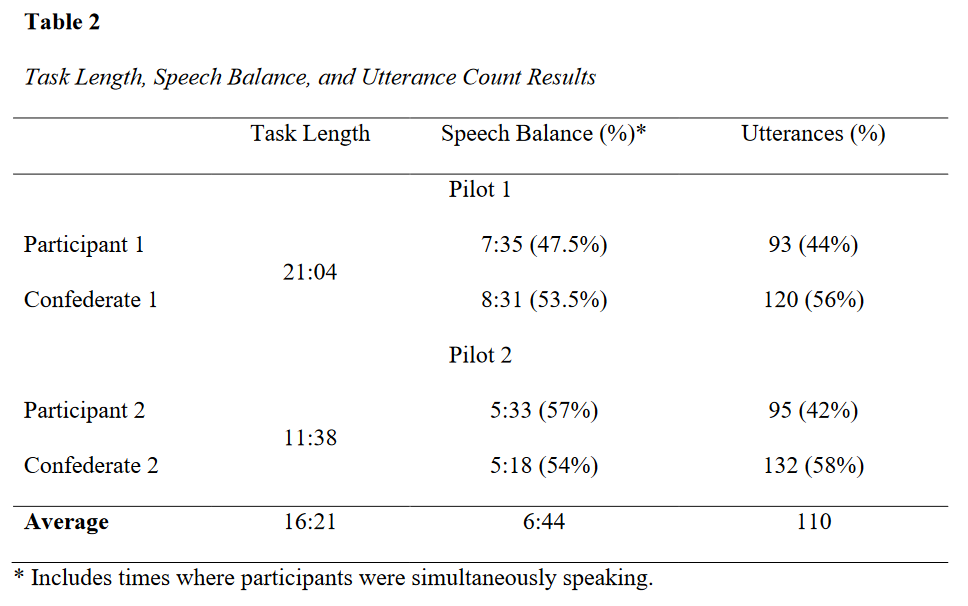 Table 2
Task Length, Speech Balance, and Utterance Count Results
Task Length Speech Balance (%)* Utterances (%)
Pilot 1
Participant 1 7:35 (47.5%) 93 (44%)
21:04
Confederate 1 8:31 (53.5%) 120 (56%)
Pilot 2
Participant 2 5:33 (57%) 95 (42%)
11:38
Confederate 2 5:18 (54%) 132 (58%)
Average 16:21 6:44 110
* Includes times where participants were simultaneously speaking.